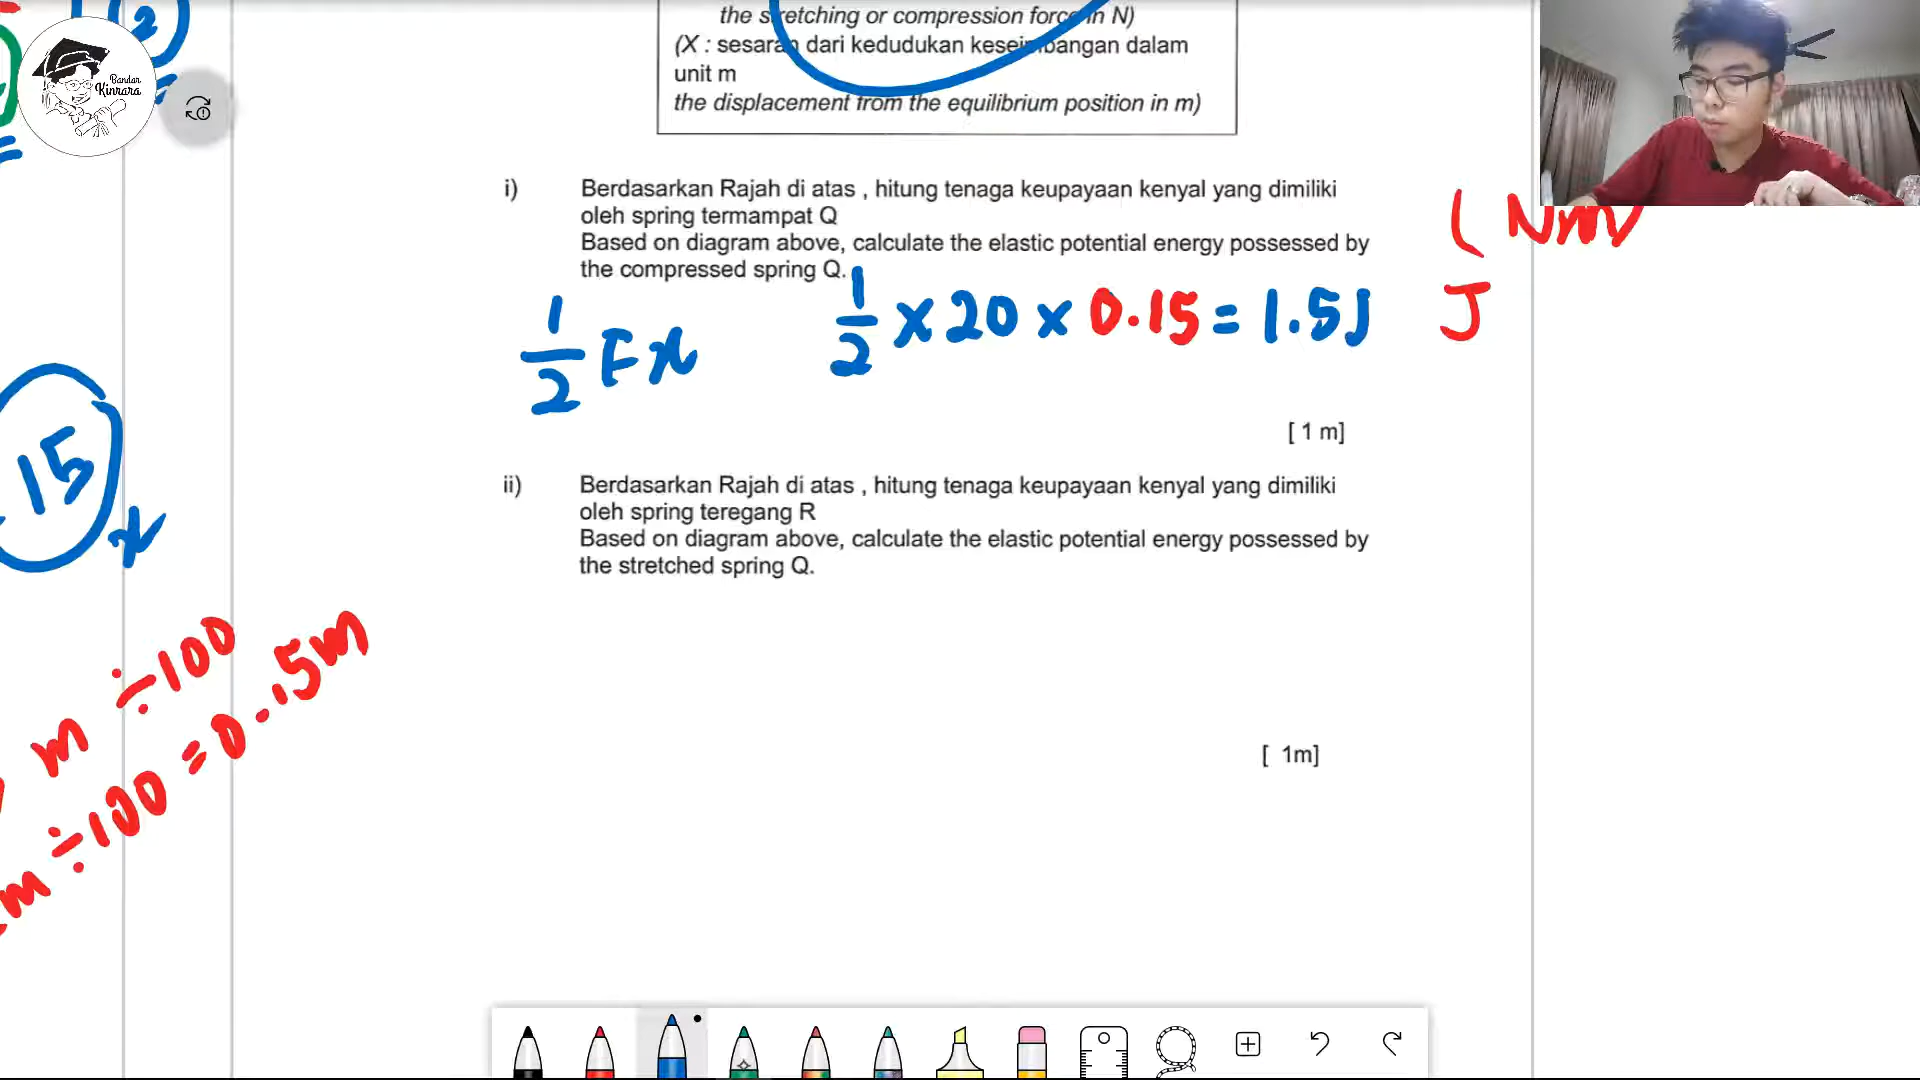 2
Bandar
Kinrara
the stretching or compression force in N)
(X : sesaran dari kedudukan keseimbangan dalam
unit m
the displacement from the equilibrium position in m)
i) Berdasarkan Rajah di atas , hitung tenaga keupayaan kenyal yang dimiliki
oleh spring termampat Q
Based on diagram above, calculate the elastic potential energy possessed by
the compressed spring Q.
(Nm)
J
1/2 Fx
1/2 × 20 × 0.15 = 1.5J
[ 1 m]
15
x
ii) Berdasarkan Rajah di atas , hitung tenaga keupayaan kenyal yang dimiliki
oleh spring teregang R
Based on diagram above, calculate the elastic potential energy possessed by
the stretched spring Q.
m ÷100
m ÷100 = 0.15m
[ 1m]